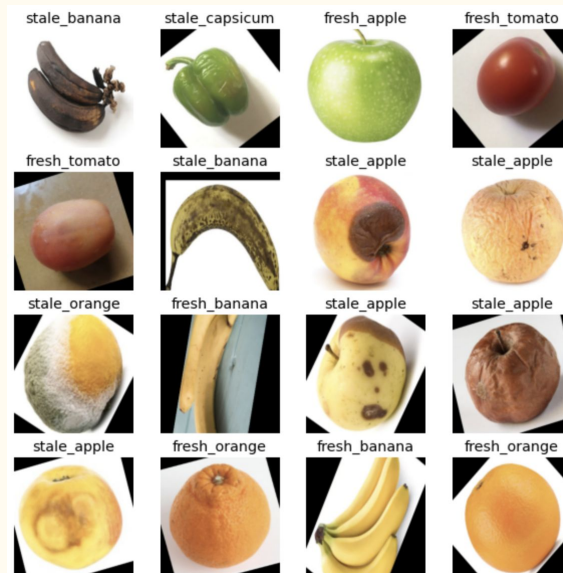 stale_banana
stale_capsicum
fresh_apple
fresh_tomato
fresh_tomato
stale_banana
stale_apple
stale_apple
stale_orange
fresh_banana
stale_apple
stale_apple
stale_apple
fresh_orange
fresh_banana
fresh_orange